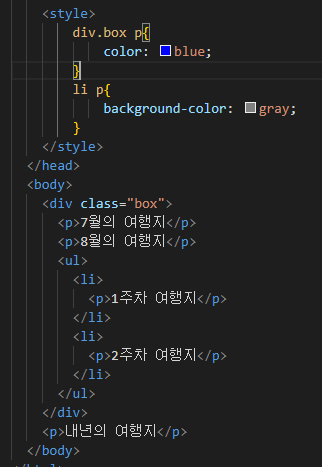 <style>
div.box p{
color: blue;
}
li p{
background-color: gray;
}
</style>
</head>
<body>
<div class="box">
<p>7월의 여행지</p>
<p>8월의 여행지</p>
<ul>
<li>
<p>1주차 여행지</p>
</li>
<li>
<p>2주차 여행지</p>
</li>
</ul>
</div>
<p>내년의 여행지</p>
</body>